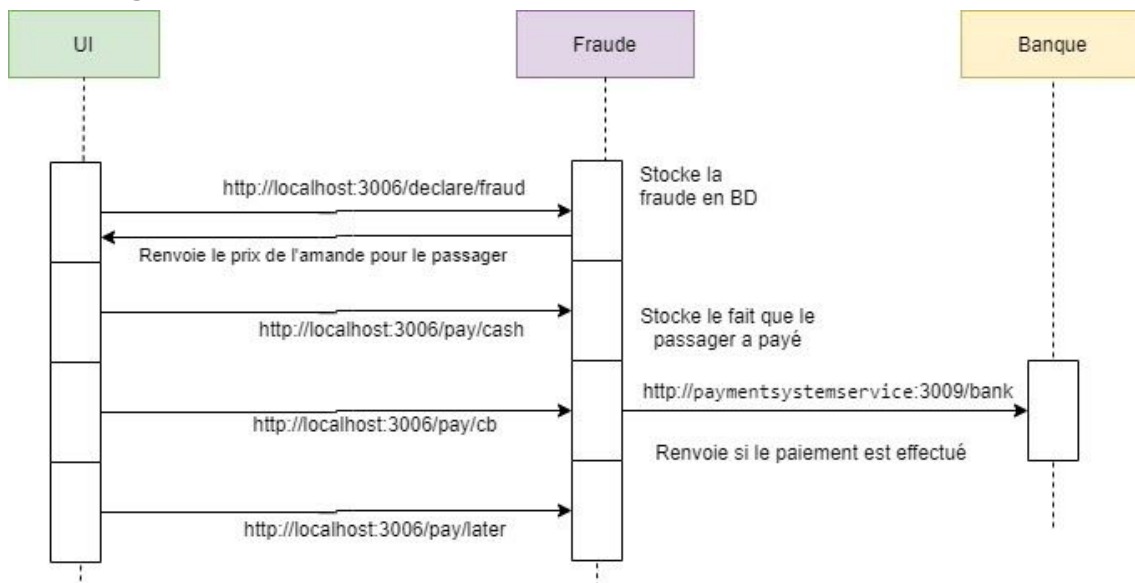 UI
Fraude
Banque
http://localhost:3006/declare/fraud
Stocke la
fraude en BD
Renvoie le prix de l'amande pour le passager
http://localhost:3006/pay/cash
Stocke le fait que le
passager a payé
http://localhost:3006/pay/cb
http://paymentsystemservice:3009/bank
Renvoie si le paiement est effectué
http://localhost:3006/pay/later